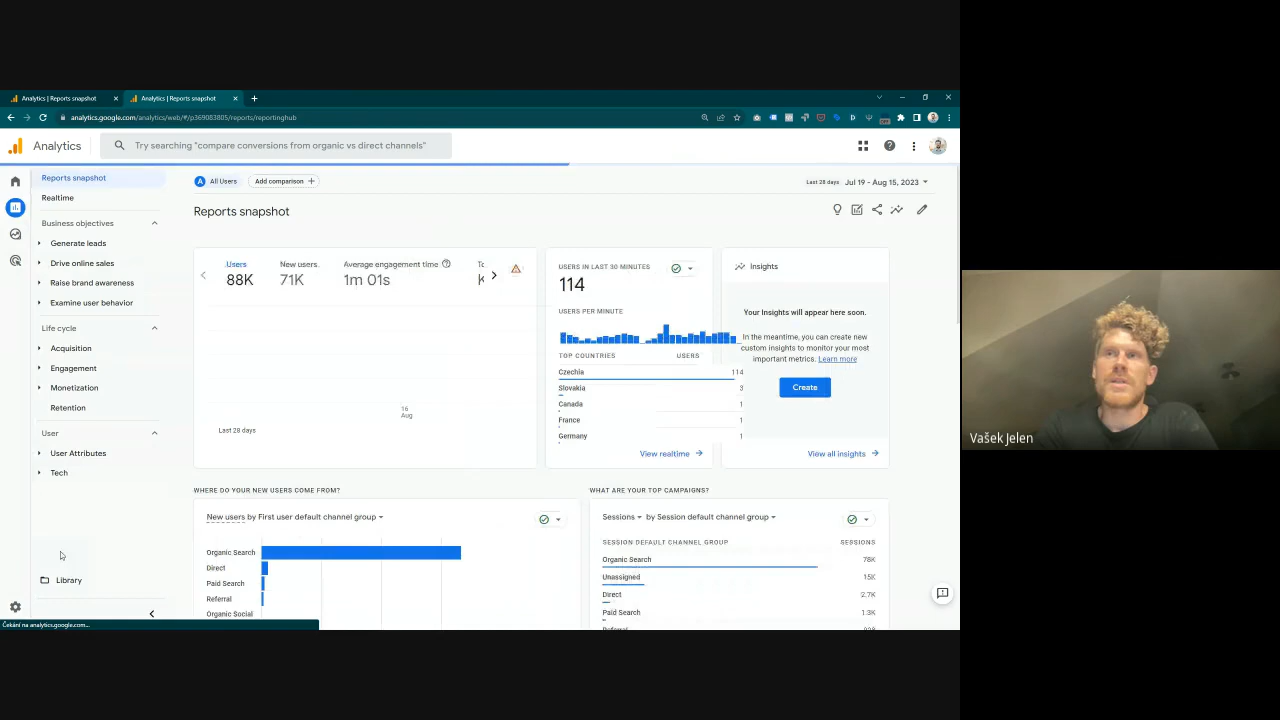 Analytics | Reports snapshot
Analytics | Reports snapshot
analytics.google.com/analytics/web/#/p369083805/reports/reportinghub
Analytics
Try searching "compare conversions from organic vs direct channels"
Reports snapshot
Realtime
Business objectives
Generate leads
Drive online sales
Raise brand awareness
Examine user behavior
Life cycle
Acquisition
Engagement
Monetization
Retention
User
User Attributes
Tech
Library
Čekání na analytics.google.com...
A All Users
Add comparison
Last 28 days Jul 19 - Aug 15, 2023
Reports snapshot
Users
88K
New users
71K
Average engagement time
1m 01s
16
Aug
Last 28 days
USERS IN LAST 30 MINUTES
114
USERS PER MINUTE
TOP COUNTRIES USERS
Czechia 114
Slovakia 3
Canada 1
France 1
Germany 1
View realtime
Insights
Your Insights will appear here soon.
In the meantime, you can create new
custom insights to monitor your most
important metrics. Learn more
Create
View all insights
WHERE DO YOUR NEW USERS COME FROM?
New users by First user default channel group
Organic Search
Direct
Paid Search
Referral
Organic Social
WHAT ARE YOUR TOP CAMPAIGNS?
Sessions by Session default channel group
SESSION DEFAULT CHANNEL GROUP SESSIONS
Organic Search 78K
Unassigned 15K
Direct 2.7K
Paid Search 1.3K
Vašek Jelen